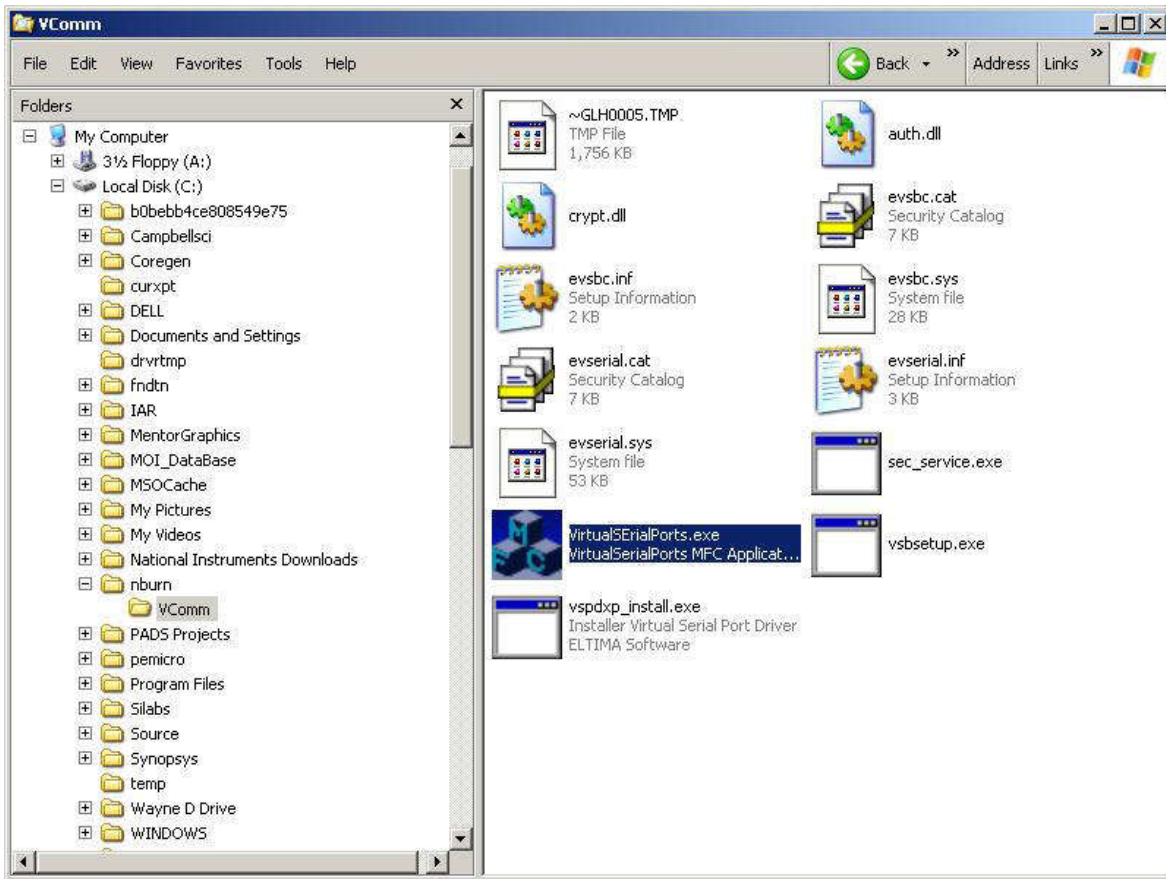 VComm
File Edit View Favorites Tools Help
Back Address Links
Folders
My Computer
3½ Floppy (A:)
Local Disk (C:)
b0bebb4ce808549e75
Campbellsci
Coregen
curxpt
DELL
Documents and Settings
drvrtmp
fndtn
IAR
MentorGraphics
MOI_DataBase
MSOCache
My Pictures
My Videos
National Instruments Downloads
nburn
VComm
PADS Projects
pemicro
Program Files
Silabs
Source
Synopsys
temp
Wayne D Drive
WINDOWS
~GLH0005.TMP
TMP File
1,756 KB
auth.dll
crypt.dll
evsbc.cat
Security Catalog
7 KB
evsbc.inf
Setup Information
2 KB
evsbc.sys
System file
28 KB
evserial.cat
Security Catalog
7 KB
evserial.inf
Setup Information
3 KB
evserial.sys
System file
53 KB
sec_service.exe
VirtualSErialPorts.exe
VirtualSerialPorts MFC Applicat...
vsbsetup.exe
vspdxp_install.exe
Installer Virtual Serial Port Driver
ELTIMA Software